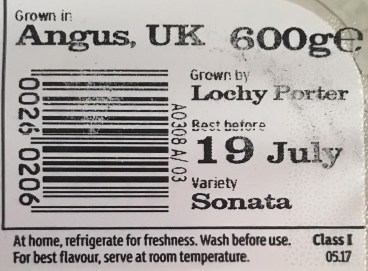 Grown in
Angus, UK 600g℮
Grown by
Lochy Porter
Best before
19 July
Variety
Sonata
0026 0206
A0308A/ 03
At home, refrigerate for freshness. Wash before use. Class I
For best flavour, serve at room temperature. 05.17